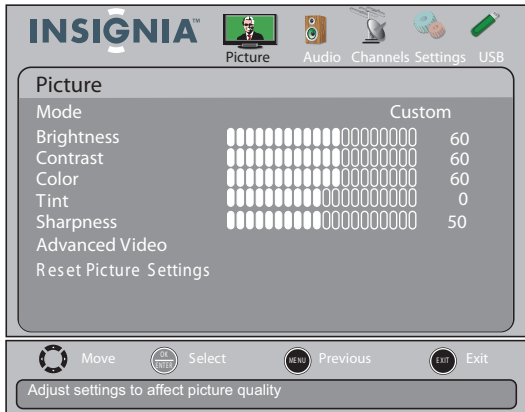 INSIGNIA™
Picture Audio Channels Settings USB
Picture
Mode Custom
Brightness 60
Contrast 60
Color 60
Tint 0
Sharpness 50
Advanced Video
Reset Picture Settings
Move OK ENTER Select MENU Previous EXIT Exit
Adjust settings to affect picture quality